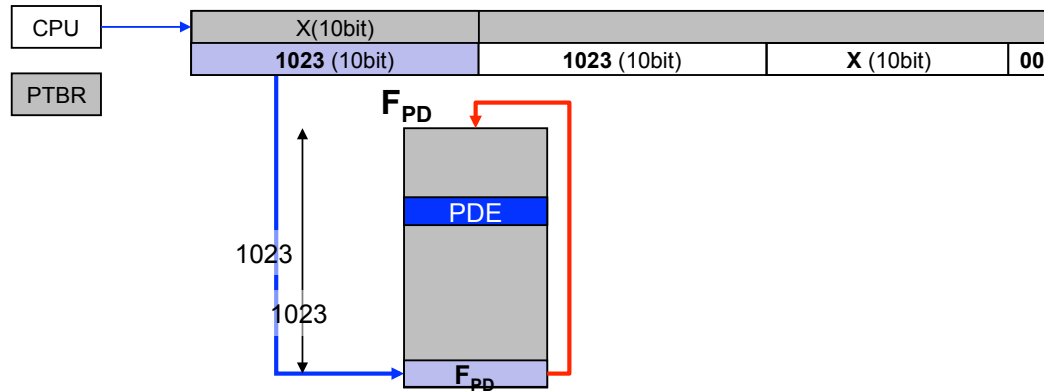 CPU
X(10bit)
1023 (10bit) 1023 (10bit) X (10bit) 00
PTBR
FPD
PDE
1023
1023
FPD